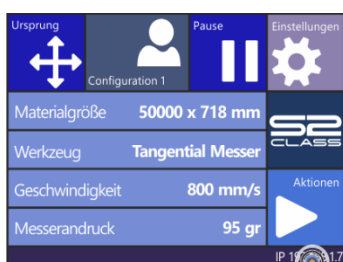 Ursprung
Configuration 1
Pause
Einstellungen
Materialgröße 50000 x 718 mm
Werkzeug Tangential Messer
Geschwindigkeit 800 mm/s
Messerandruck 95 gr
S2
CLASS
Aktionen
IP